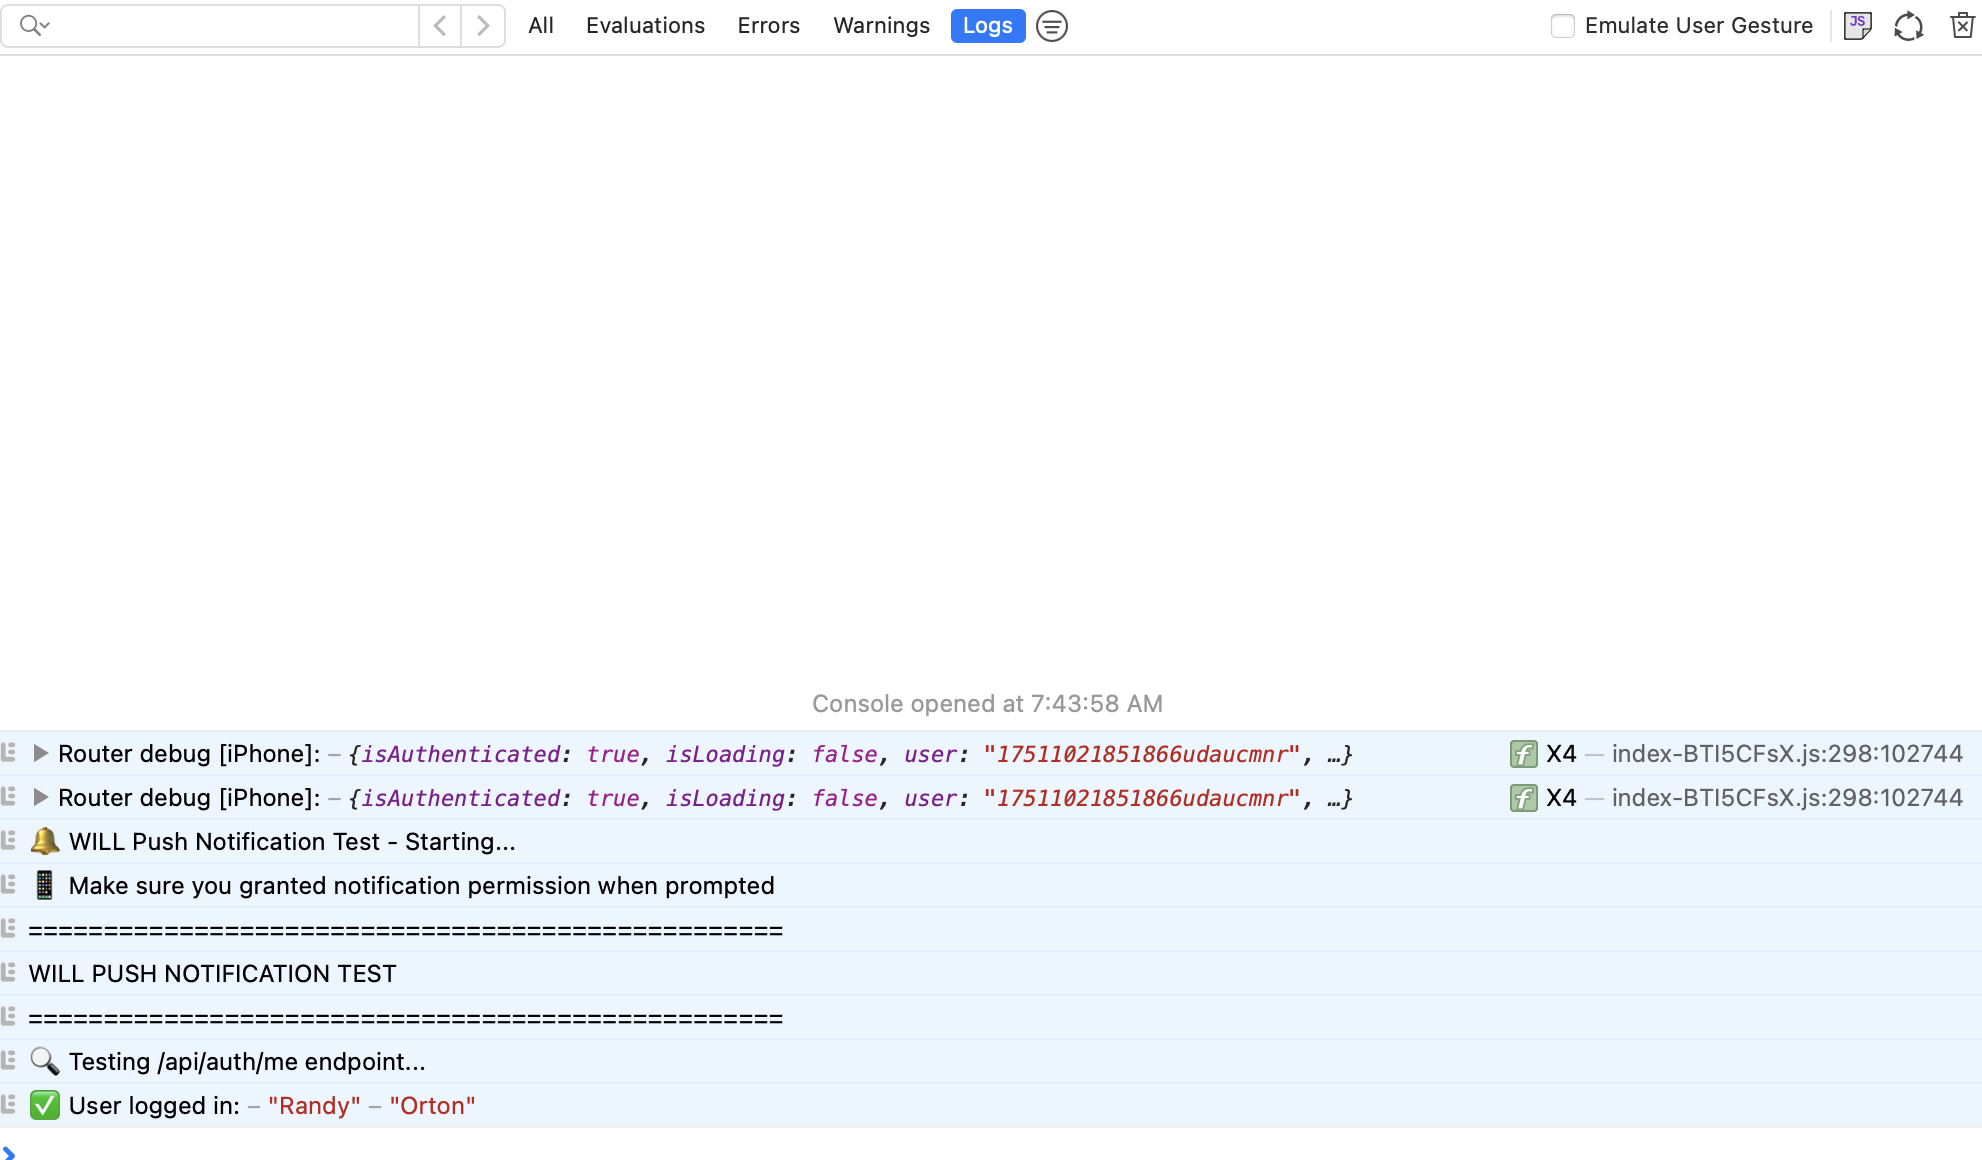 All Evaluations Errors Warnings Logs Emulate User Gesture JS
Console opened at 7:43:58 AM
Router debug [iPhone]: – {isAuthenticated: true, isLoading: false, user: "17511021851866udaucmnr", …} f X4 — index-BTI5CFsX.js:298:102744
Router debug [iPhone]: – {isAuthenticated: true, isLoading: false, user: "17511021851866udaucmnr", …} f X4 — index-BTI5CFsX.js:298:102744
🔔 WILL Push Notification Test - Starting...
📱 Make sure you granted notification permission when prompted
==================================================
WILL PUSH NOTIFICATION TEST
==================================================
🔍 Testing /api/auth/me endpoint...
✅ User logged in: – "Randy" – "Orton"